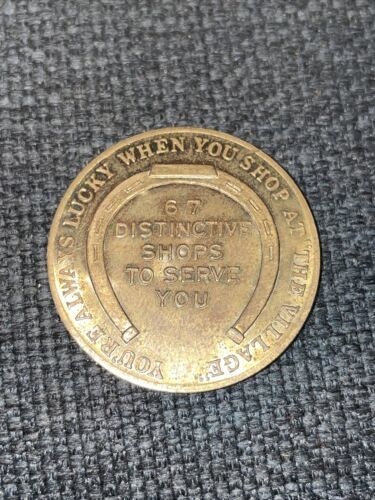 YOU'RE ALWAYS LUCKY WHEN YOU SHOP AT "THE VILLAGE"
67
DISTINCTIVE
SHOPS
TO SERVE
YOU